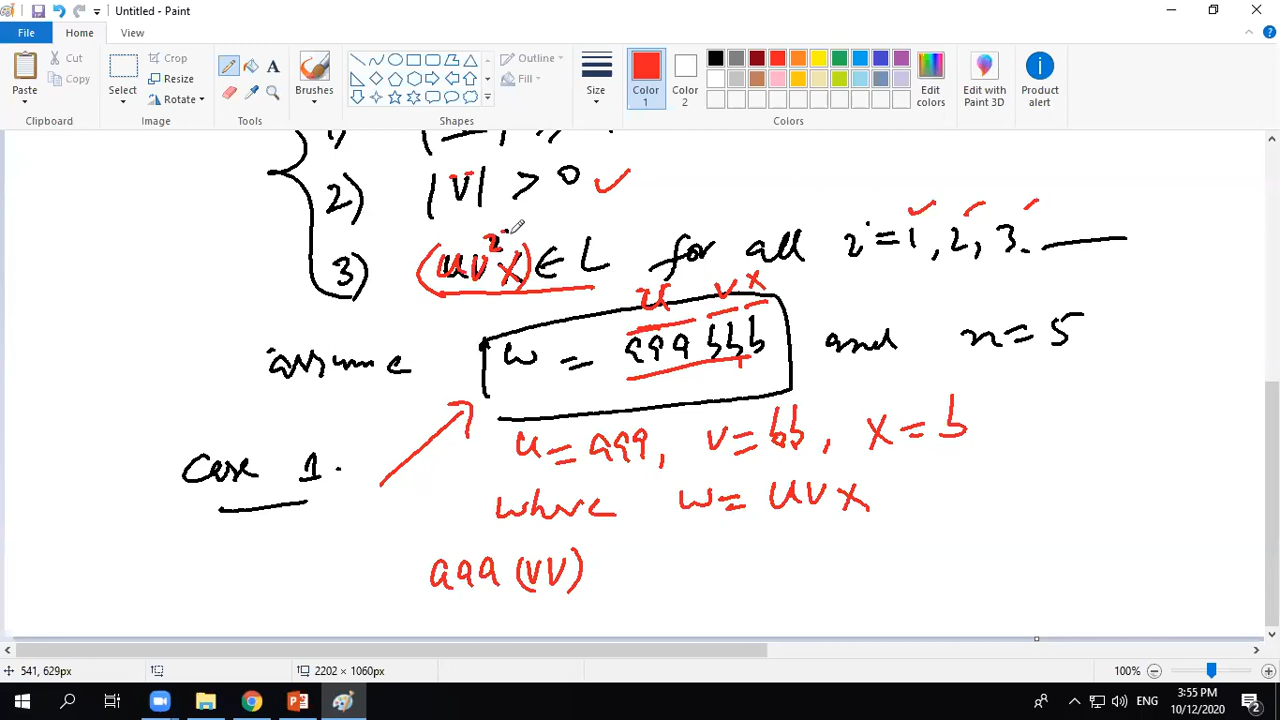 Untitled - Paint
File Home View
Paste Cut Copy Clipboard
Select Crop Resize Rotate Image
Tools
Brushes
Outline Fill Shapes
Size
Color 1 Color 2 Edit colors Colors
Edit with Paint 3D
Product alert
2) |V| > 0 ✓
3) (uv²x) ∈ L for all i = 1, 2, 3.
u v x
assume w = aaabbb and n = 5
u = aaa, v = bb, x = b
Case 1.
where w = uvx
aaa (vv)
541, 629px 2202 × 1060px 100%
ENG 3:55 PM
10/12/2020 2